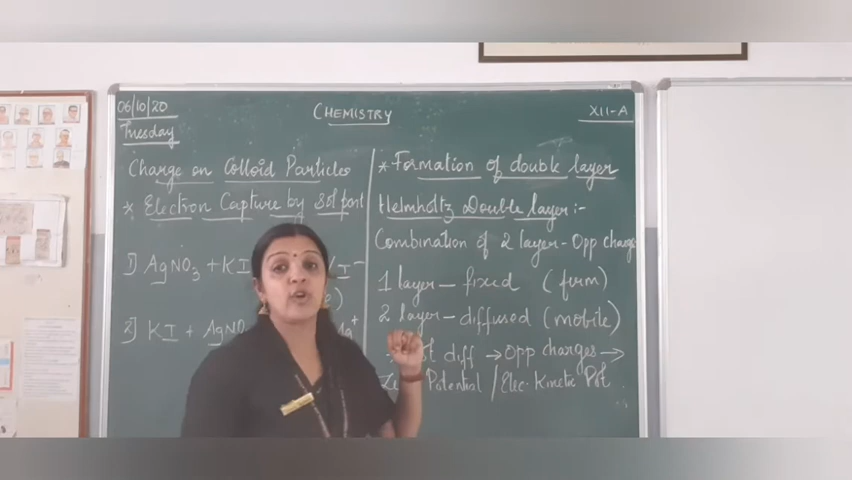 06/10/20
Tuesday
CHEMISTRY
XII-A
Charge on Colloid Particles
* Electron Capture by Sol part
1] AgNO3 + KI I-
2] KI + AgNO Ag+
* Formation of double layer
Helmholtz Double layer :-
Combination of 2 layer - Opp charge
1 layer - fixed (firm)
2 layer - diffused (mobile)
diff → Opp charges →
Potential / Elec. Kinetic Pot